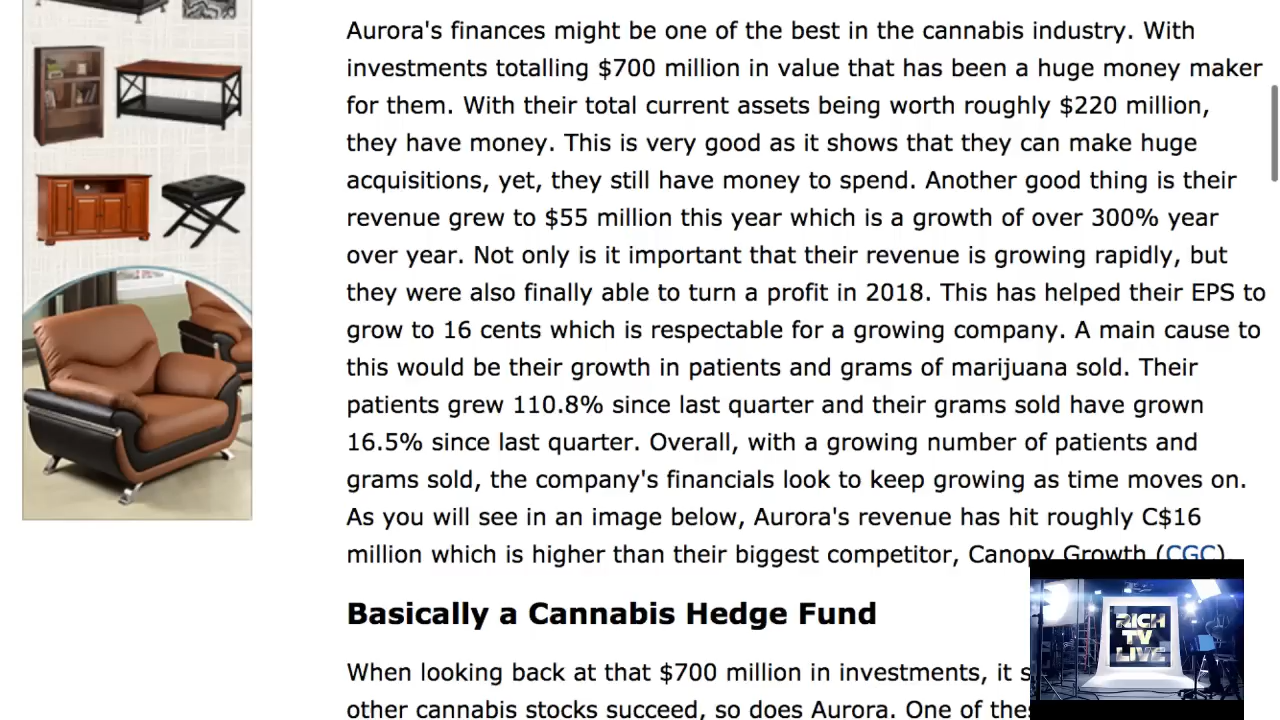 Aurora's finances might be one of the best in the cannabis industry. With
investments totalling $700 million in value that has been a huge money maker
for them. With their total current assets being worth roughly $220 million,
they have money. This is very good as it shows that they can make huge
acquisitions, yet, they still have money to spend. Another good thing is their
revenue grew to $55 million this year which is a growth of over 300% year
over year. Not only is it important that their revenue is growing rapidly, but
they were also finally able to turn a profit in 2018. This has helped their EPS to
grow to 16 cents which is respectable for a growing company. A main cause to
this would be their growth in patients and grams of marijuana sold. Their
patients grew 110.8% since last quarter and their grams sold have grown
16.5% since last quarter. Overall, with a growing number of patients and
grams sold, the company's financials look to keep growing as time moves on.
As you will see in an image below, Aurora's revenue has hit roughly C$16
million which is higher than their biggest competitor, Canopy Growth (CGC)
Basically a Cannabis Hedge Fund
When looking back at that $700 million in investments, it
other cannabis stocks succeed, so does Aurora. One of
RICH
TV
LIVE